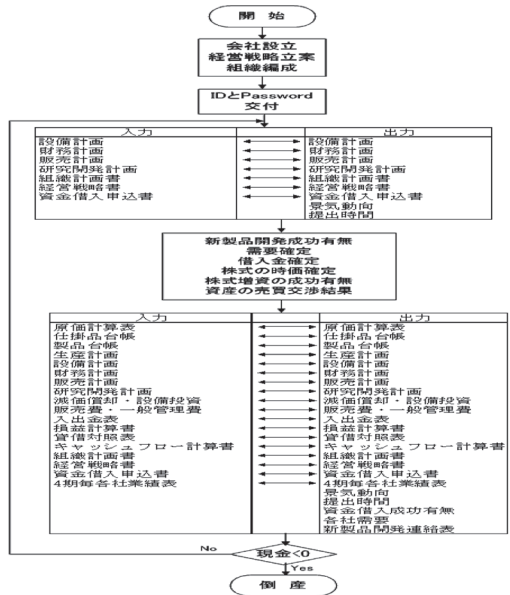 開 始
会社設立
経営戦略立案
組織編成
IDとPassword
交付
入力 出力
設備計画 設備計画
財務計画 財務計画
販売計画 販売計画
研究開発計画 研究開発計画
組織計画書 組織計画書
経営戦略書 経営戦略書
資金借入申込書 資金借入申込書
景気動向
提出時間
新製品開発成功有無
需要確定
借入金確定
株式の時価確定
株式増資の成功有無
資産の売買交渉結果
入力 出力
原価計算表 原価計算表
仕掛品台帳 仕掛品台帳
製品台帳 製品台帳
生産計画 生産計画
設備計画 設備計画
財務計画 財務計画
販売計画 販売計画
研究開発計画 研究開発計画
減価償却・設備投資 減価償却・設備投資
販売費・一般管理費 販売費・一般管理費
入出金表 入出金表
損益計算書 損益計算書
貸借対照表 貸借対照表
キャッシュフロー計算書 キャッシュフロー計算書
組織計画書 組織計画書
経営戦略書 経営戦略書
資金借入申込書 資金借入申込書
4期毎各社業績表 4期毎各社業績表
景気動向
提出時間
資金借入成功有無
各社需要
新製品開発連絡表
No
現金<0
Yes
倒 産